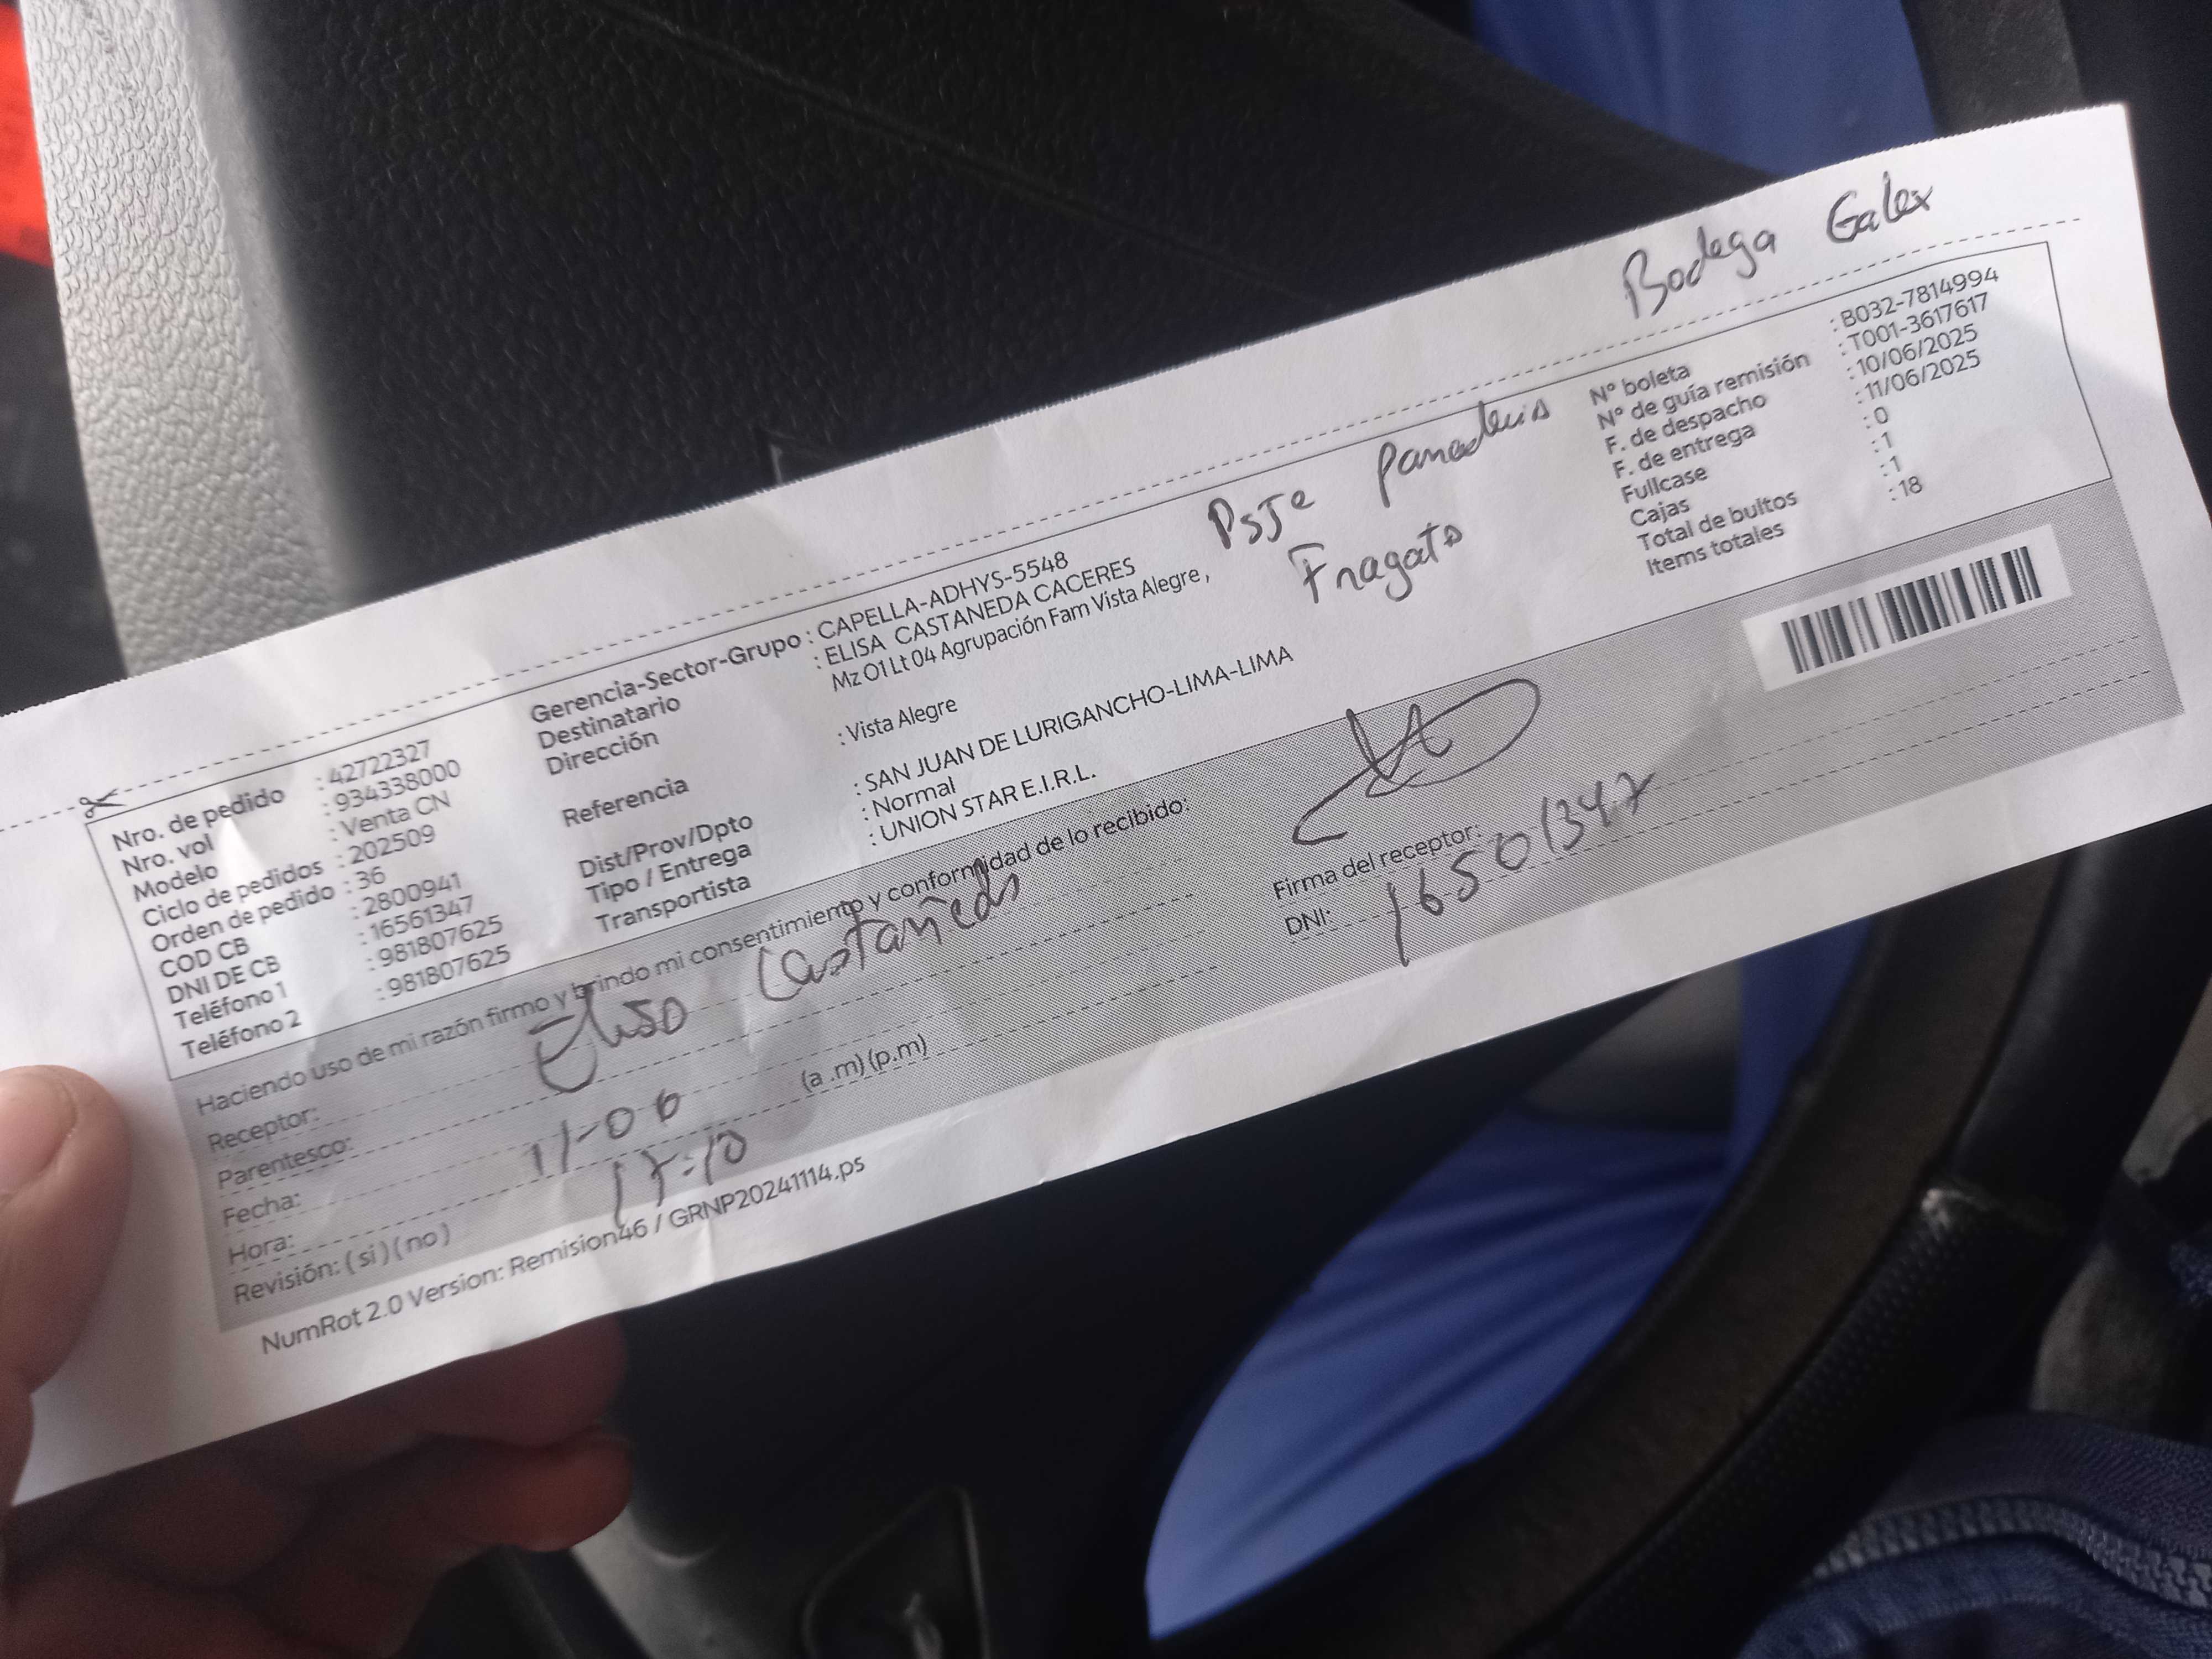 Bodega Galex
Nro. de pedido : 42722327
Nro. vol : 934338000
Modelo : Venta CN
Ciclo de pedidos : 202509
Orden de pedido : 36
COD CB : 2800941
DNI DE CB : 16561347
Teléfono 1 : 981807625
Teléfono 2 : 981807625
Gerencia-Sector-Grupo : CAPELLA-ADHYS-5548
Destinatario : ELISA CASTANEDA CACERES
Dirección Mz O1 Lt 04 Agrupación Fam Vista Alegre ,
Referencia : Vista Alegre
Dist/Prov/Dpto : SAN JUAN DE LURIGANCHO-LIMA-LIMA
Tipo / Entrega : Normal
Transportista : UNION STAR E.I.R.L.
Psje
Fragata
N° boleta : B032-7814994
N° de guía remisión : T001-3617617
F. de despacho : 10/06/2025
F. de entrega : 11/06/2025
Fullcase : 0
Cajas : 1
Total de bultos : 1
Items totales : 18
Haciendo uso de mi razón firmo y brindo mi consentimiento y conformidad de lo recibido:
Receptor: Elisa Castañeda
Parentesco:
Fecha: 11-06
Hora: 17:10 (a .m) (p.m)
Revisión: ( si ) ( no )
Firma del receptor:
DNI: 16501347
NumRot 2.0 Version: Remision46 / GRNP20241114.ps